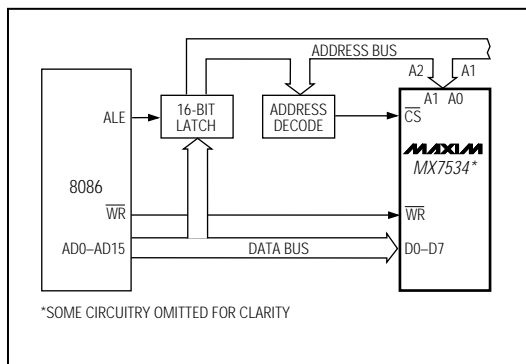 ADDRESS BUS
A2 A1
ALE
16-BIT
LATCH
ADDRESS
DECODE
A1 A0
CS
MAXIM
MX7534*
8086
WR
WR
AD0–AD15
DATA BUS
D0–D7
*SOME CIRCUITRY OMITTED FOR CLARITY